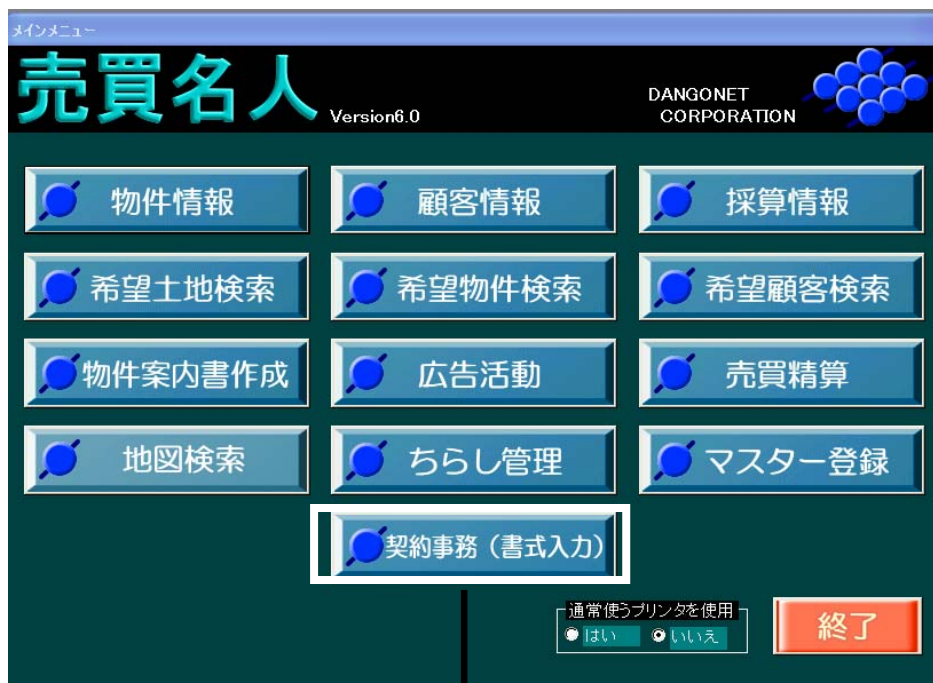 メインメニュー
売買名人 Version6.0
DANGONET
CORPORATION
物件情報 顧客情報 採算情報
希望土地検索 希望物件検索 希望顧客検索
物件案内書作成 広告活動 売買精算
地図検索 ちらし管理 マスター登録
契約事務（書式入力）
通常使うプリンタを使用
はい いいえ
終了